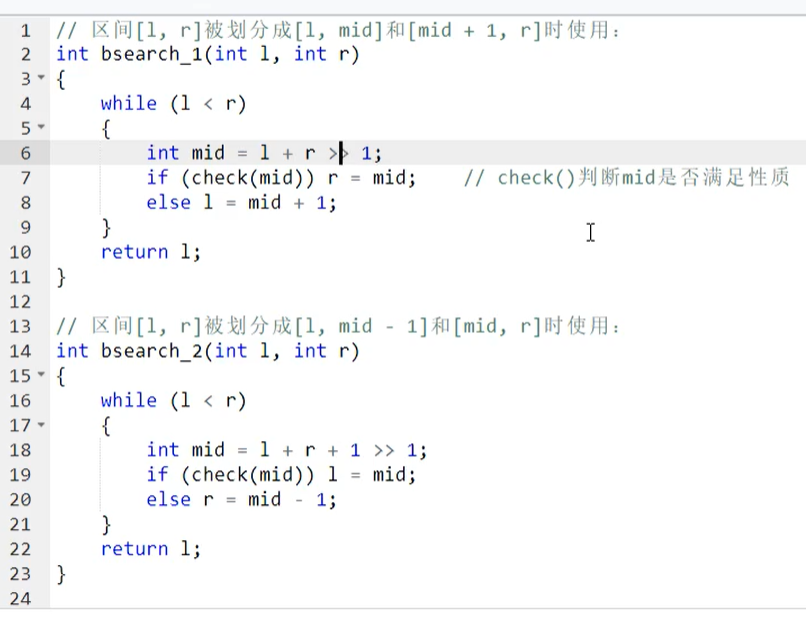 1 // 区间[l, r]被划分成[l, mid]和[mid + 1, r]时使用：
2 int bsearch_1(int l, int r)
3 {
4     while (l < r)
5     {
6         int mid = l + r >> 1;
7         if (check(mid)) r = mid;    // check()判断mid是否满足性质
8         else l = mid + 1;
9     }
10     return l;
11 }
12
13 // 区间[l, r]被划分成[l, mid - 1]和[mid, r]时使用：
14 int bsearch_2(int l, int r)
15 {
16     while (l < r)
17     {
18         int mid = l + r + 1 >> 1;
19         if (check(mid)) l = mid;
20         else r = mid - 1;
21     }
22     return l;
23 }
24